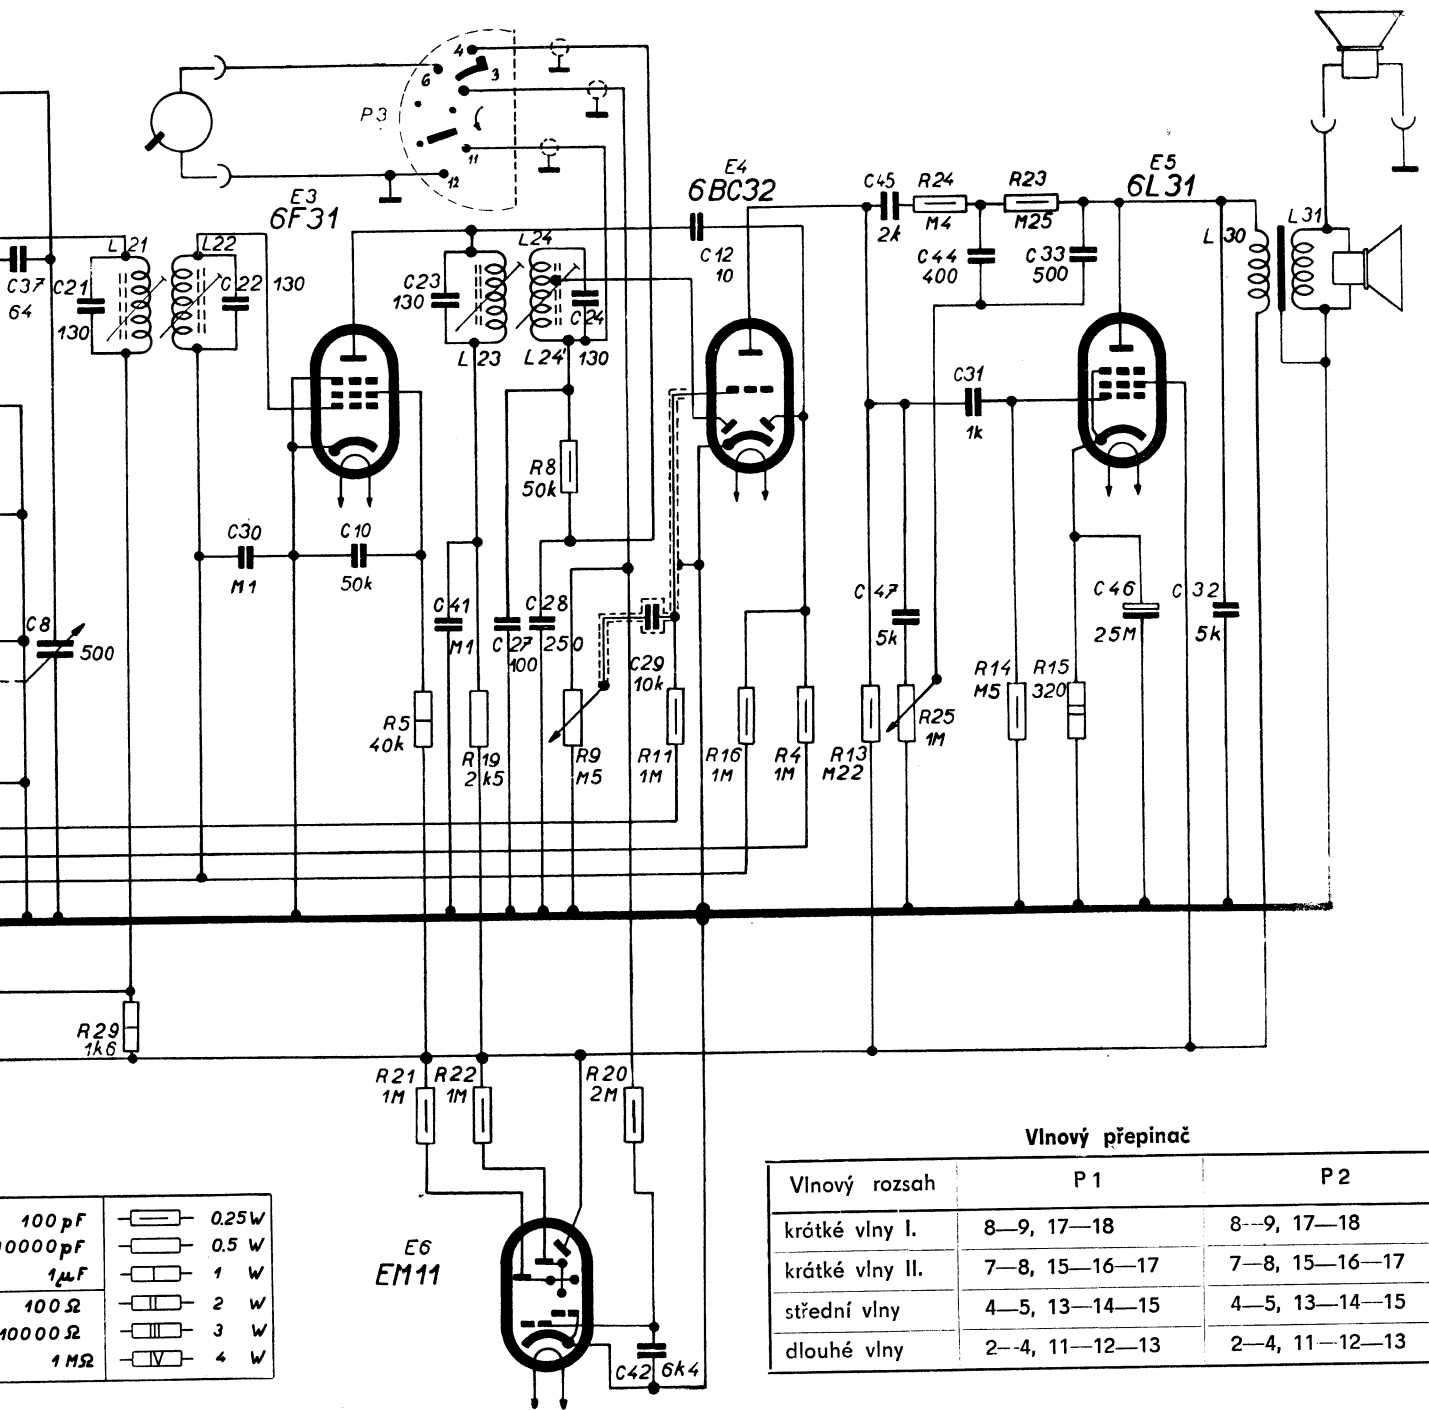 4
6
3
P3
11
12
E3
6F31
E4
6BC32
E5
6L31
C45
2k
R24
M4
R23
M25
C44
400
C33
500
L30
L31
C37
64
L21
L22
C21
130
C22
130
C23
130
L23
L24
L24'
C24
130
C12
10
C31
1k
R8
50k
C30
M1
C10
50k
C8
500
C41
M1
C27
100
C28
250
C29
10k
C47
5k
C46
25M
C32
5k
R5
40k
R19
2k5
R9
M5
R11
1M
R16
1M
R4
1M
R13
M22
R25
1M
R14
M5
R15
320
R29
1k6
R21
1M
R22
1M
R20
2M
E6
EM11
C42
6k4
100pF
0.25W
0000pF
0.5 W
1μF
1 W
100Ω
2 W
10000Ω
3 W
1MΩ
4 W
Vlnový přepinač
Vlnový rozsah P1 P2
krátké vlny I. 8—9, 17—18 8--9, 17—18
krátké vlny II. 7—8, 15—16—17 7—8, 15—16—17
střední vlny 4—5, 13—14—15 4—5, 13—14—15
dlouhé vlny 2--4, 11—12—13 2—4, 11—12—13